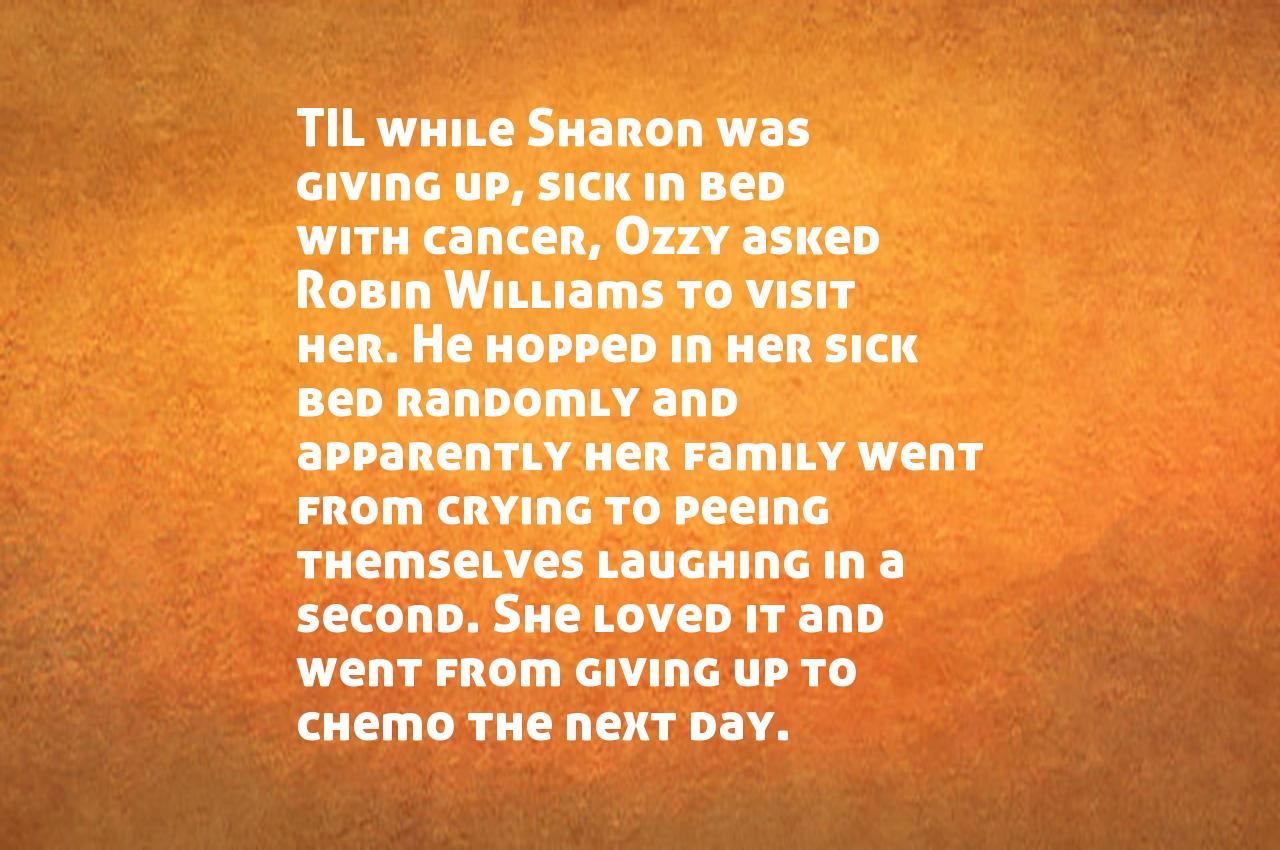 TIL while Sharon was
giving up, sick in bed
with cancer, Ozzy asked
Robin Williams to visit
her. He hopped in her sick
bed randomly and
apparently her family went
from crying to peeing
themselves laughing in a
second. She loved it and
went from giving up to
chemo the next day.